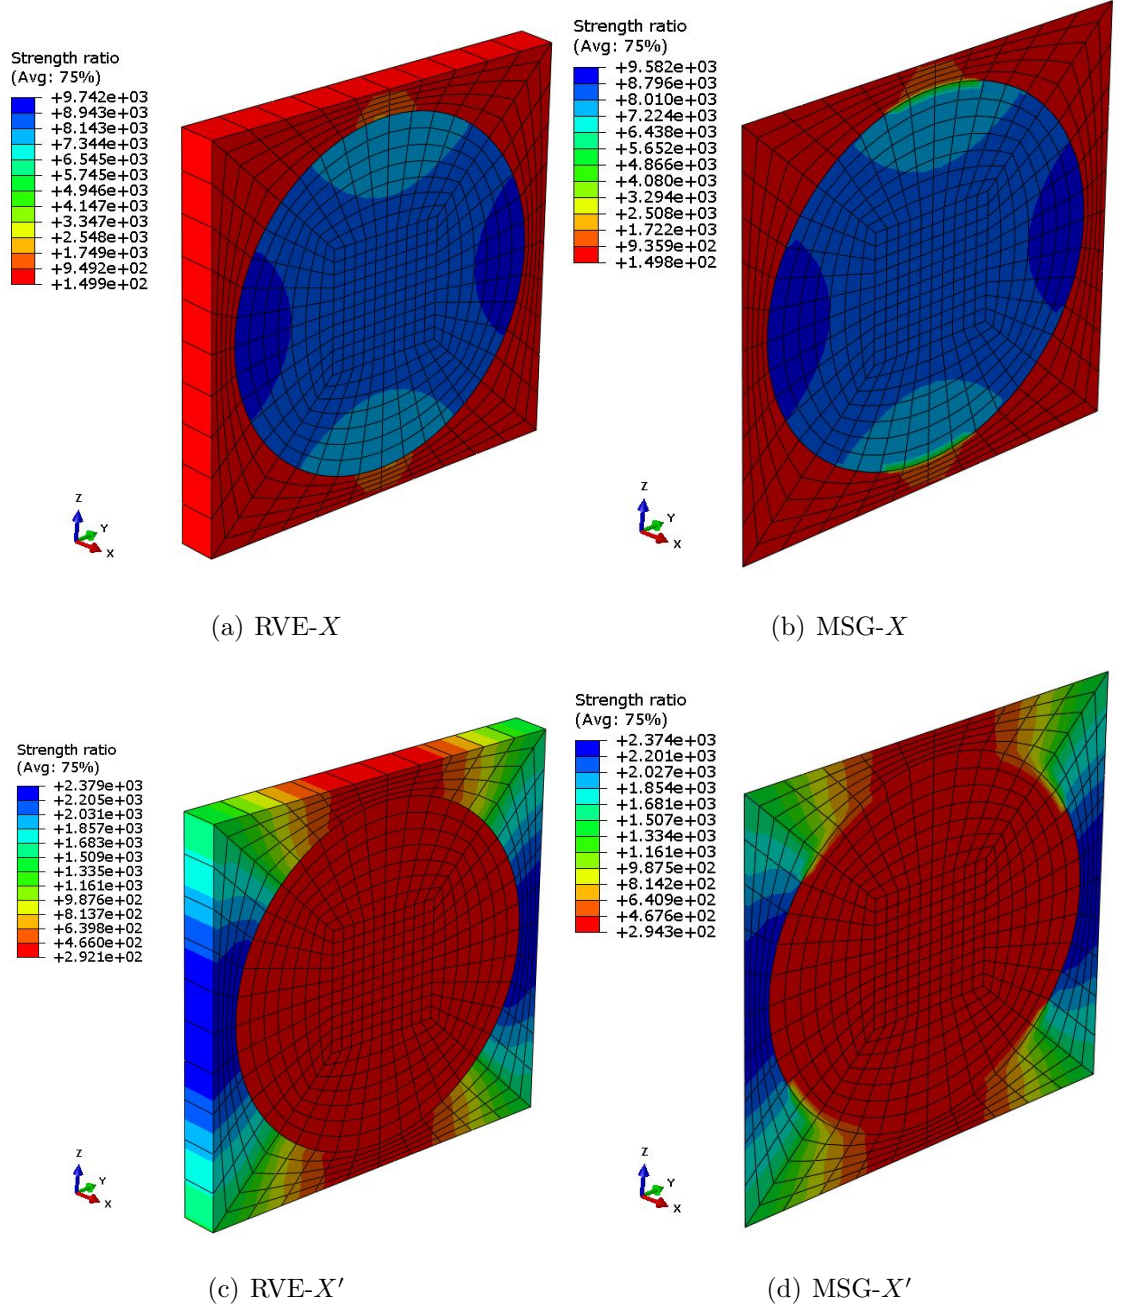 Strength ratio
(Avg: 75%)
+9.742e+03
+8.943e+03
+8.143e+03
+7.344e+03
+6.545e+03
+5.745e+03
+4.946e+03
+4.147e+03
+3.347e+03
+2.548e+03
+1.749e+03
+9.492e+02
+1.499e+02
Z
Y
X
(a) RVE-X
Strength ratio
(Avg: 75%)
+9.582e+03
+8.796e+03
+8.010e+03
+7.224e+03
+6.438e+03
+5.652e+03
+4.866e+03
+4.080e+03
+3.294e+03
+2.508e+03
+1.722e+03
+9.359e+02
+1.498e+02
Z
Y
X
(b) MSG-X
Strength ratio
(Avg: 75%)
+2.379e+03
+2.205e+03
+2.031e+03
+1.857e+03
+1.683e+03
+1.509e+03
+1.335e+03
+1.161e+03
+9.876e+02
+8.137e+02
+6.398e+02
+4.660e+02
+2.921e+02
Z
Y
X
(c) RVE-X′
Strength ratio
(Avg: 75%)
+2.374e+03
+2.201e+03
+2.027e+03
+1.854e+03
+1.681e+03
+1.507e+03
+1.334e+03
+1.161e+03
+9.875e+02
+8.142e+02
+6.409e+02
+4.676e+02
+2.943e+02
Z
Y
X
(d) MSG-X′